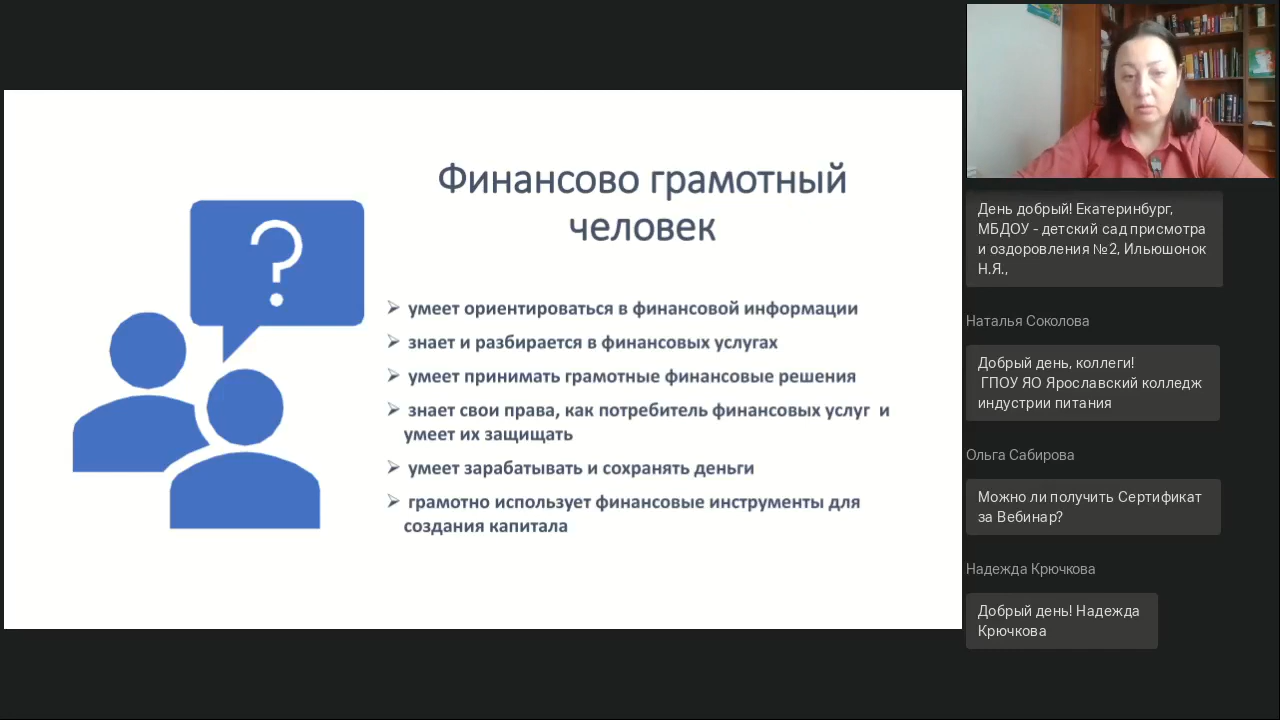 Финансово грамотный
человек
?
умеет ориентироваться в финансовой информации
знает и разбирается в финансовых услугах
умеет принимать грамотные финансовые решения
знает свои права, как потребитель финансовых услуг и
умеет их защищать
умеет зарабатывать и сохранять деньги
грамотно использует финансовые инструменты для
создания капитала
День добрый! Екатеринбург,
МБДОУ - детский сад присмотра
и оздоровления №2, Ильюшонок
Н.Я.,
Наталья Соколова
Добрый день, коллеги!
ГПОУ ЯО Ярославский колледж
индустрии питания
Ольга Сабирова
Можно ли получить Сертификат
за Вебинар?
Надежда Крючкова
Добрый день! Надежда
Крючкова